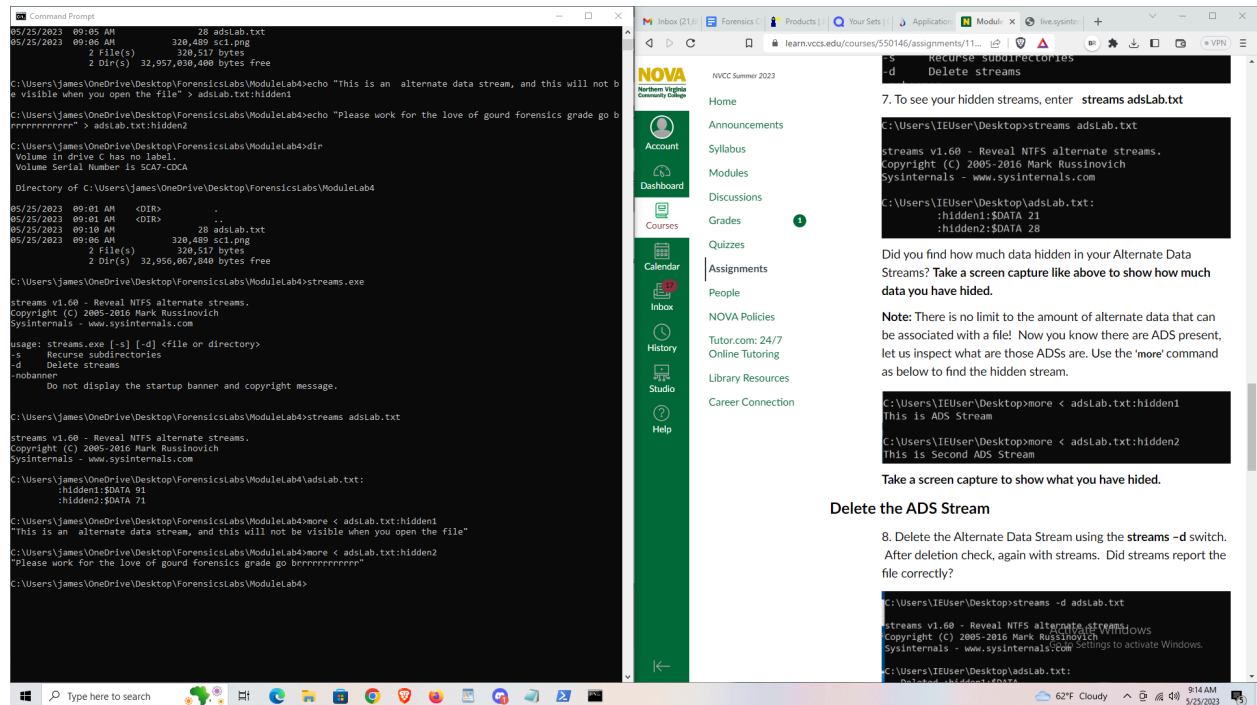 Command Prompt
05/25/2023 09:05 AM 28 adsLab.txt
05/25/2023 09:06 AM 320,489 sc1.png
2 File(s) 320,517 bytes
2 Dir(s) 32,957,030,400 bytes free
C:\Users\james\OneDrive\Desktop\ForensicsLabs\ModuleLab4>echo "This is an alternate data stream, and this will not b
e visible when you open the file" > adsLab.txt:hidden1
C:\Users\james\OneDrive\Desktop\ForensicsLabs\ModuleLab4>echo "Please work for the love of gourd forensics grade go b
rrrrrrrrrrrr" > adsLab.txt:hidden2
C:\Users\james\OneDrive\Desktop\ForensicsLabs\ModuleLab4>dir
Volume in drive C has no label.
Volume Serial Number is 5CA7-CDCA
Directory of C:\Users\james\OneDrive\Desktop\ForensicsLabs\ModuleLab4
05/25/2023 09:01 AM <DIR> .
05/25/2023 09:01 AM <DIR> ..
05/25/2023 09:10 AM 28 adsLab.txt
05/25/2023 09:06 AM 320,489 sc1.png
2 File(s) 320,517 bytes
2 Dir(s) 32,956,067,840 bytes free
C:\Users\james\OneDrive\Desktop\ForensicsLabs\ModuleLab4>streams.exe
streams v1.60 - Reveal NTFS alternate streams.
Copyright (C) 2005-2016 Mark Russinovich
Sysinternals - www.sysinternals.com
usage: streams.exe [-s] [-d] <file or directory>
-s Recurse subdirectories
-d Delete streams
-nobanner
Do not display the startup banner and copyright message.
C:\Users\james\OneDrive\Desktop\ForensicsLabs\ModuleLab4>streams adsLab.txt
streams v1.60 - Reveal NTFS alternate streams.
Copyright (C) 2005-2016 Mark Russinovich
Sysinternals - www.sysinternals.com
C:\Users\james\OneDrive\Desktop\ForensicsLabs\ModuleLab4\adsLab.txt:
:hidden1:$DATA 91
:hidden2:$DATA 71
C:\Users\james\OneDrive\Desktop\ForensicsLabs\ModuleLab4>more < adsLab.txt:hidden1
"This is an alternate data stream, and this will not be visible when you open the file"
C:\Users\james\OneDrive\Desktop\ForensicsLabs\ModuleLab4>more < adsLab.txt:hidden2
"Please work for the love of gourd forensics grade go brrrrrrrrrrrr"
C:\Users\james\OneDrive\Desktop\ForensicsLabs\ModuleLab4>
Inbox (21, Forensics C Products | Your Sets | Application Module live.sysinte
learn.vccs.edu/courses/550146/assignments/11... BR VPN
NOVA
Northern Virginia
Community College
Account
Dashboard
Courses
Calendar
17
Inbox
History
Studio
Help
NVCC Summer 2023
Home
Announcements
Syllabus
Modules
Discussions
Grades 1
Quizzes
Assignments
People
NOVA Policies
Tutor.com: 24/7
Online Tutoring
Library Resources
Career Connection
-s Recurse subdirectories
-d Delete streams
7. To see your hidden streams, enter streams adsLab.txt
C:\Users\IEUser\Desktop>streams adsLab.txt
streams v1.60 - Reveal NTFS alternate streams.
Copyright (C) 2005-2016 Mark Russinovich
Sysinternals - www.sysinternals.com
C:\Users\IEUser\Desktop\adsLab.txt:
:hidden1:$DATA 21
:hidden2:$DATA 28
Did you find how much data hidden in your Alternate Data
Streams? Take a screen capture like above to show how much
data you have hided.
Note: There is no limit to the amount of alternate data that can
be associated with a file! Now you know there are ADS present,
let us inspect what are those ADSs are. Use the 'more' command
as below to find the hidden stream.
C:\Users\IEUser\Desktop>more < adsLab.txt:hidden1
This is ADS Stream
C:\Users\IEUser\Desktop>more < adsLab.txt:hidden2
This is Second ADS Stream
Take a screen capture to show what you have hided.
Delete the ADS Stream
8. Delete the Alternate Data Stream using the streams –d switch.
After deletion check, again with streams. Did streams report the
file correctly?
C:\Users\IEUser\Desktop>streams -d adsLab.txt
streams v1.60 - Reveal NTFS alternate streams.
Copyright (C) 2005-2016 Mark Russinovich
Sysinternals - www.sysinternals.com
C:\Users\IEUser\Desktop\adsLab.txt:
Deleted :hidden1:$DATA
Activate Windows
Go to Settings to activate Windows.
Type here to search
62°F Cloudy
9:14 AM
5/25/2023
5